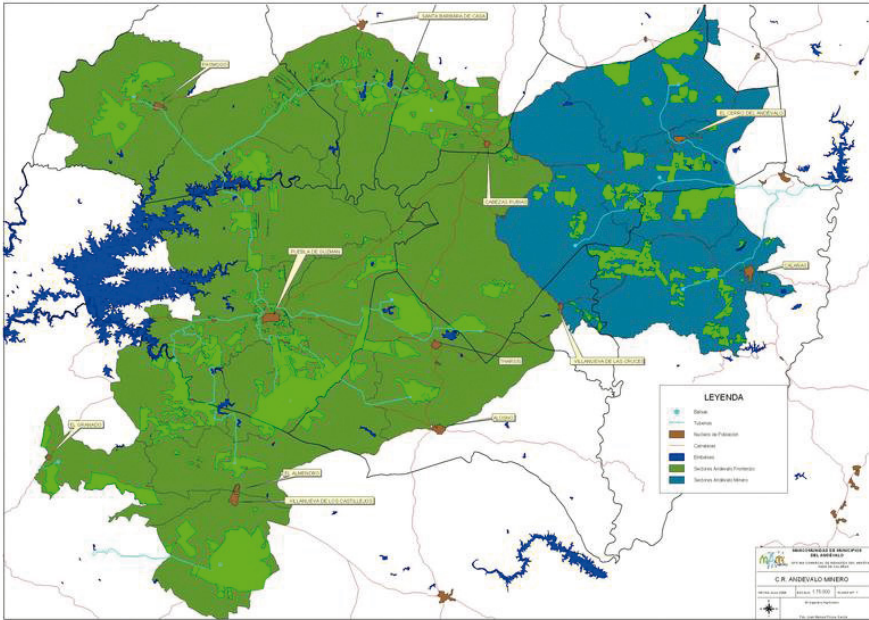 SANTA BARBARA DE CASA
PAYMOGO
EL CERRO DEL ANDEVALO
CABEZAS RUBIAS
PUEBLA DE GUZMAN
CALAÑAS
VILLANUEVA DE LAS CRUCES
THARSIS
ALOSNO
EL GRANADO
EL ALMENDRO
VILLANUEVA DE LOS CASTILLEJOS
LEYENDA
Balsas
Tuberias
Nucleos de Poblacion
Carreteras
Embalses
Sectores Andevalo Fronterizo
Sectores Andevalo Minero
MANCOMUNIDAD DE MUNICIPIOS
DEL ANDÉVALO
C.R. ANDEVALO MINERO